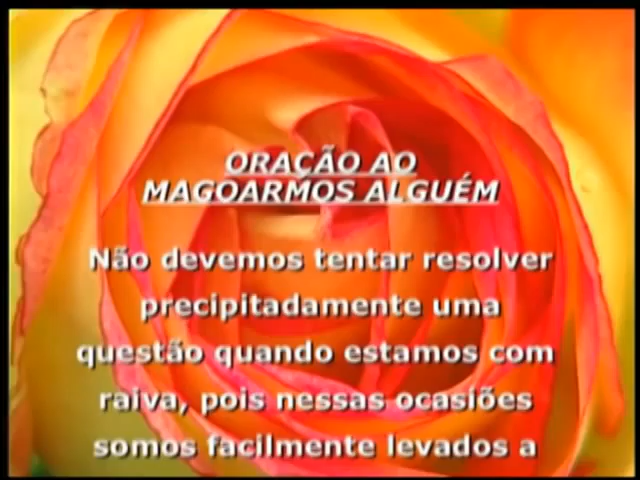 ORAÇÃO AO
MAGOARMOS ALGUÉM
Não devemos tentar resolver
precipitadamente uma
questão quando estamos com
raiva, pois nessas ocasiões
somos facilmente levados a